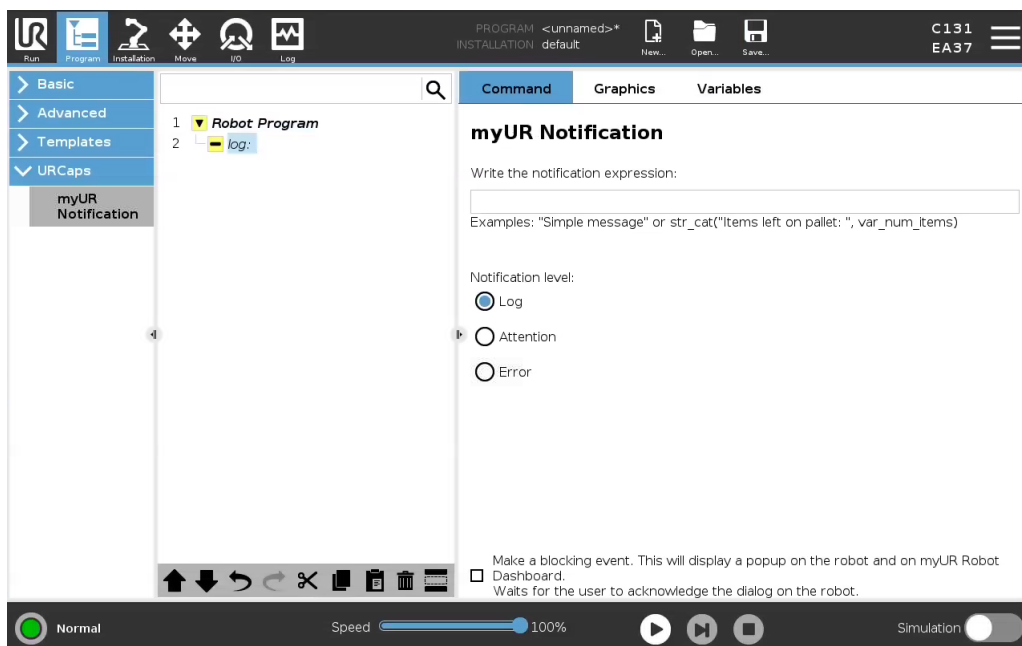 UR
Run
Program
Installation
Move
I/O
Log
PROGRAM <unnamed>*
INSTALLATION default
New...
Open...
Save...
C131
EA37
Basic
Advanced
Templates
URCaps
myUR
Notification
1 Robot Program
2 log:
Command
Graphics
Variables
myUR Notification
Write the notification expression:
Examples: "Simple message" or str_cat("Items left on pallet: ", var_num_items)
Notification level:
Log
Attention
Error
Make a blocking event. This will display a popup on the robot and on myUR Robot
Dashboard.
Waits for the user to acknowledge the dialog on the robot.
Normal
Speed 100%
Simulation